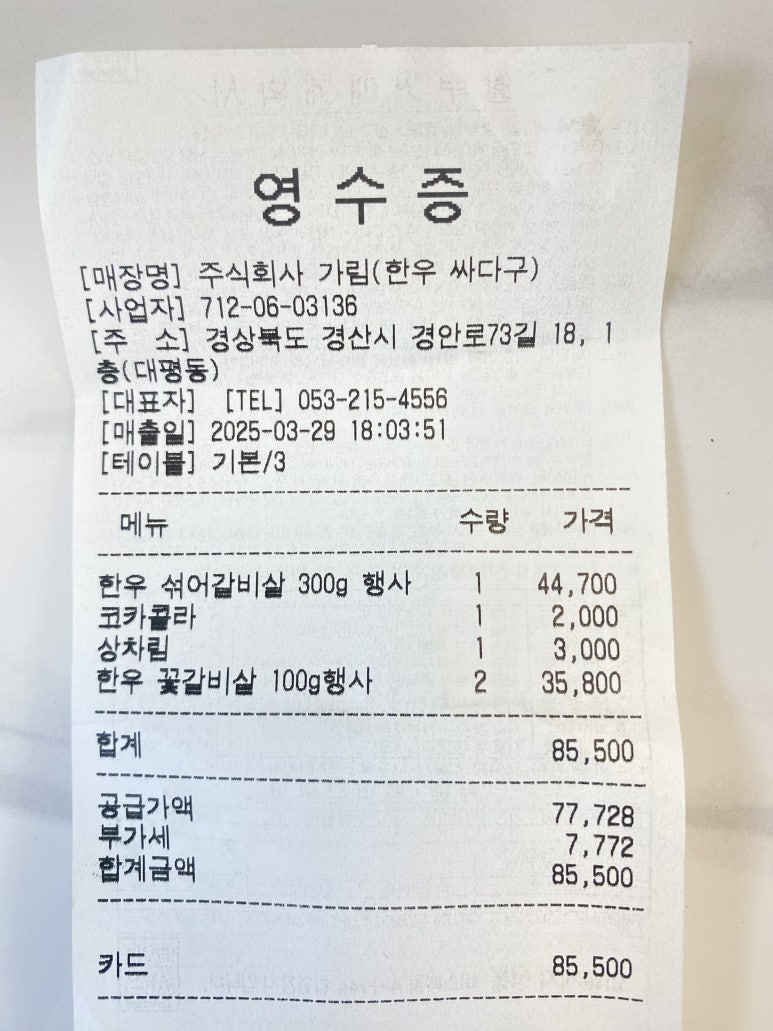 영수증
[매장명] 주식회사 가림(한우 싸다구)
[사업자] 712-06-03136
[주 소] 경상북도 경산시 경안로73길 18, 1
층(대평동)
[대표자] [TEL] 053-215-4556
[매출일] 2025-03-29 18:03:51
[테이블] 기본/3
메뉴 수량 가격
한우 섞어갈비살 300g 행사 1 44,700
코카콜라 1 2,000
상차림 1 3,000
한우 꽃갈비살 100g행사 2 35,800
합계 85,500
공급가액 77,728
부가세 7,772
합계금액 85,500
카드 85,500